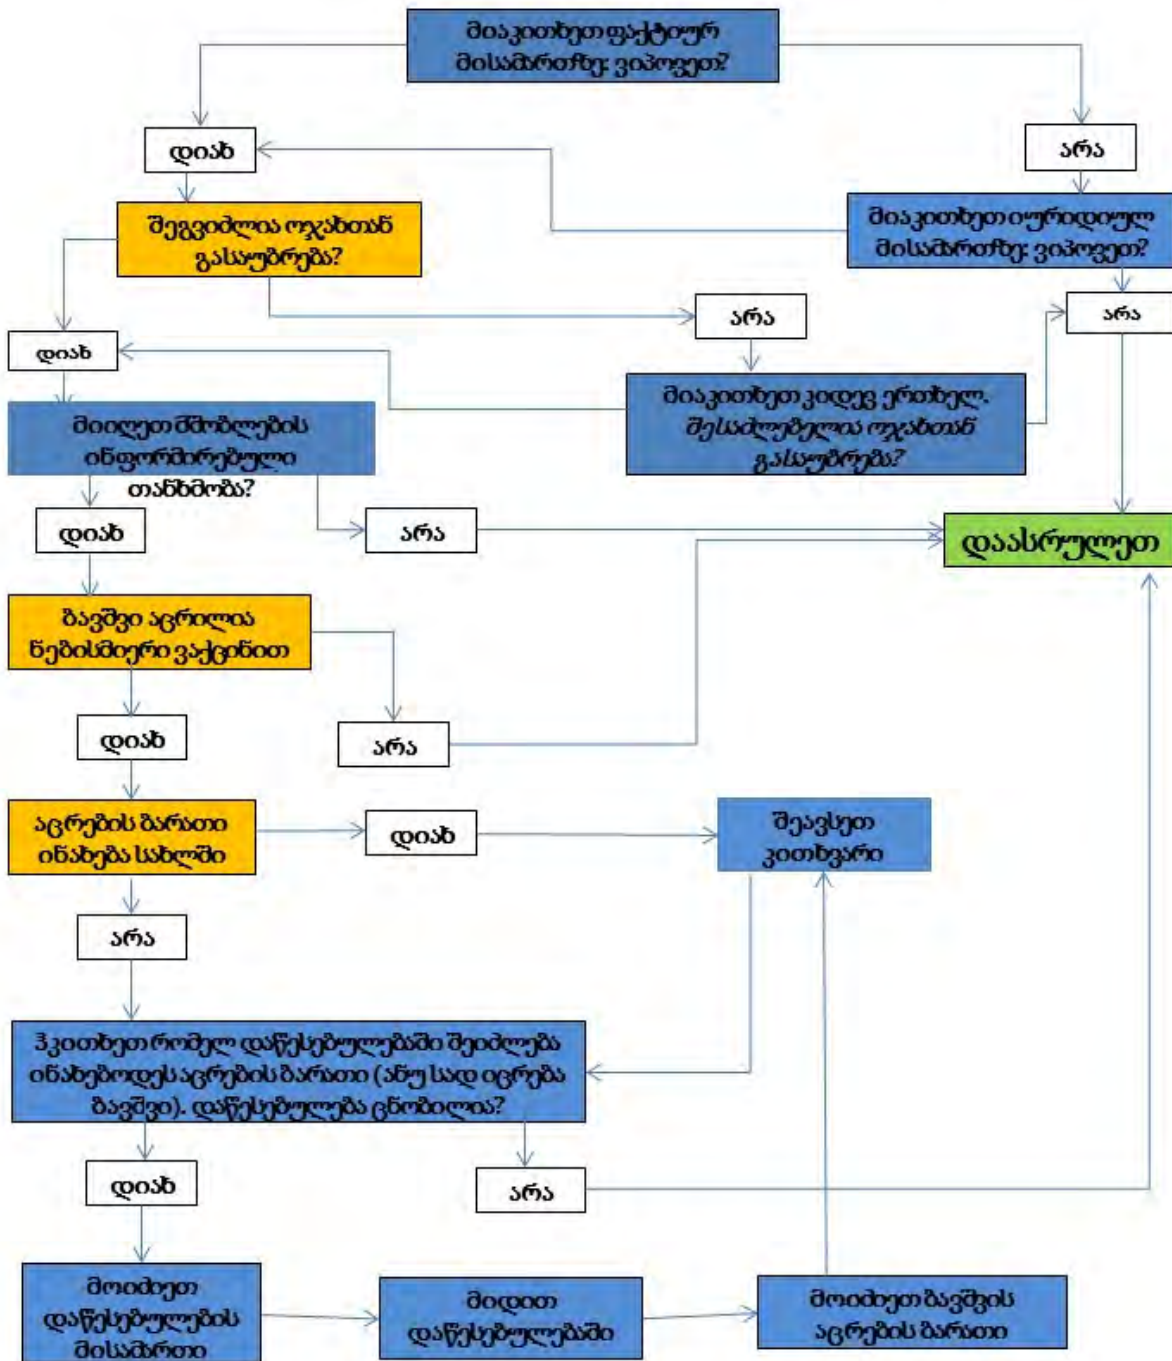 მიაკითხეთ ფაქტიურ
მისამართზე: ვიპოვეთ?
დიახ
არა
შეგვიძლია ოჯახთან
გასაუბრება?
მიაკითხეთ იურიდიულ
მისამართზე: ვიპოვეთ?
არა
არა
დიახ
მიაკითხეთ კიდევ ერთხელ.
შესაძლებელია ოჯახთან
გასაუბრება?
მიიღეთ მშობლების
ინფორმირებული
თანხმობა?
დიახ
არა
დაასრულეთ
ბავშვი აცრილია
ნებისმიერი ვაქცინით
დიახ
არა
აცრების ბარათი
ინახება სახლში
დიახ
შეავსეთ
კითხვარი
არა
ჰკითხეთ რომელ დაწესებულებაში შეიძლება
ინახებოდეს აცრების ბარათი (ანუ სად იცრება
ბავშვი). დაწესებულება ცნობილია?
დიახ
არა
მოიძიეთ
დაწესებულების
მისამართი
მიდით
დაწესებულებაში
მოიძიეთ ბავშვის
აცრების ბარათი